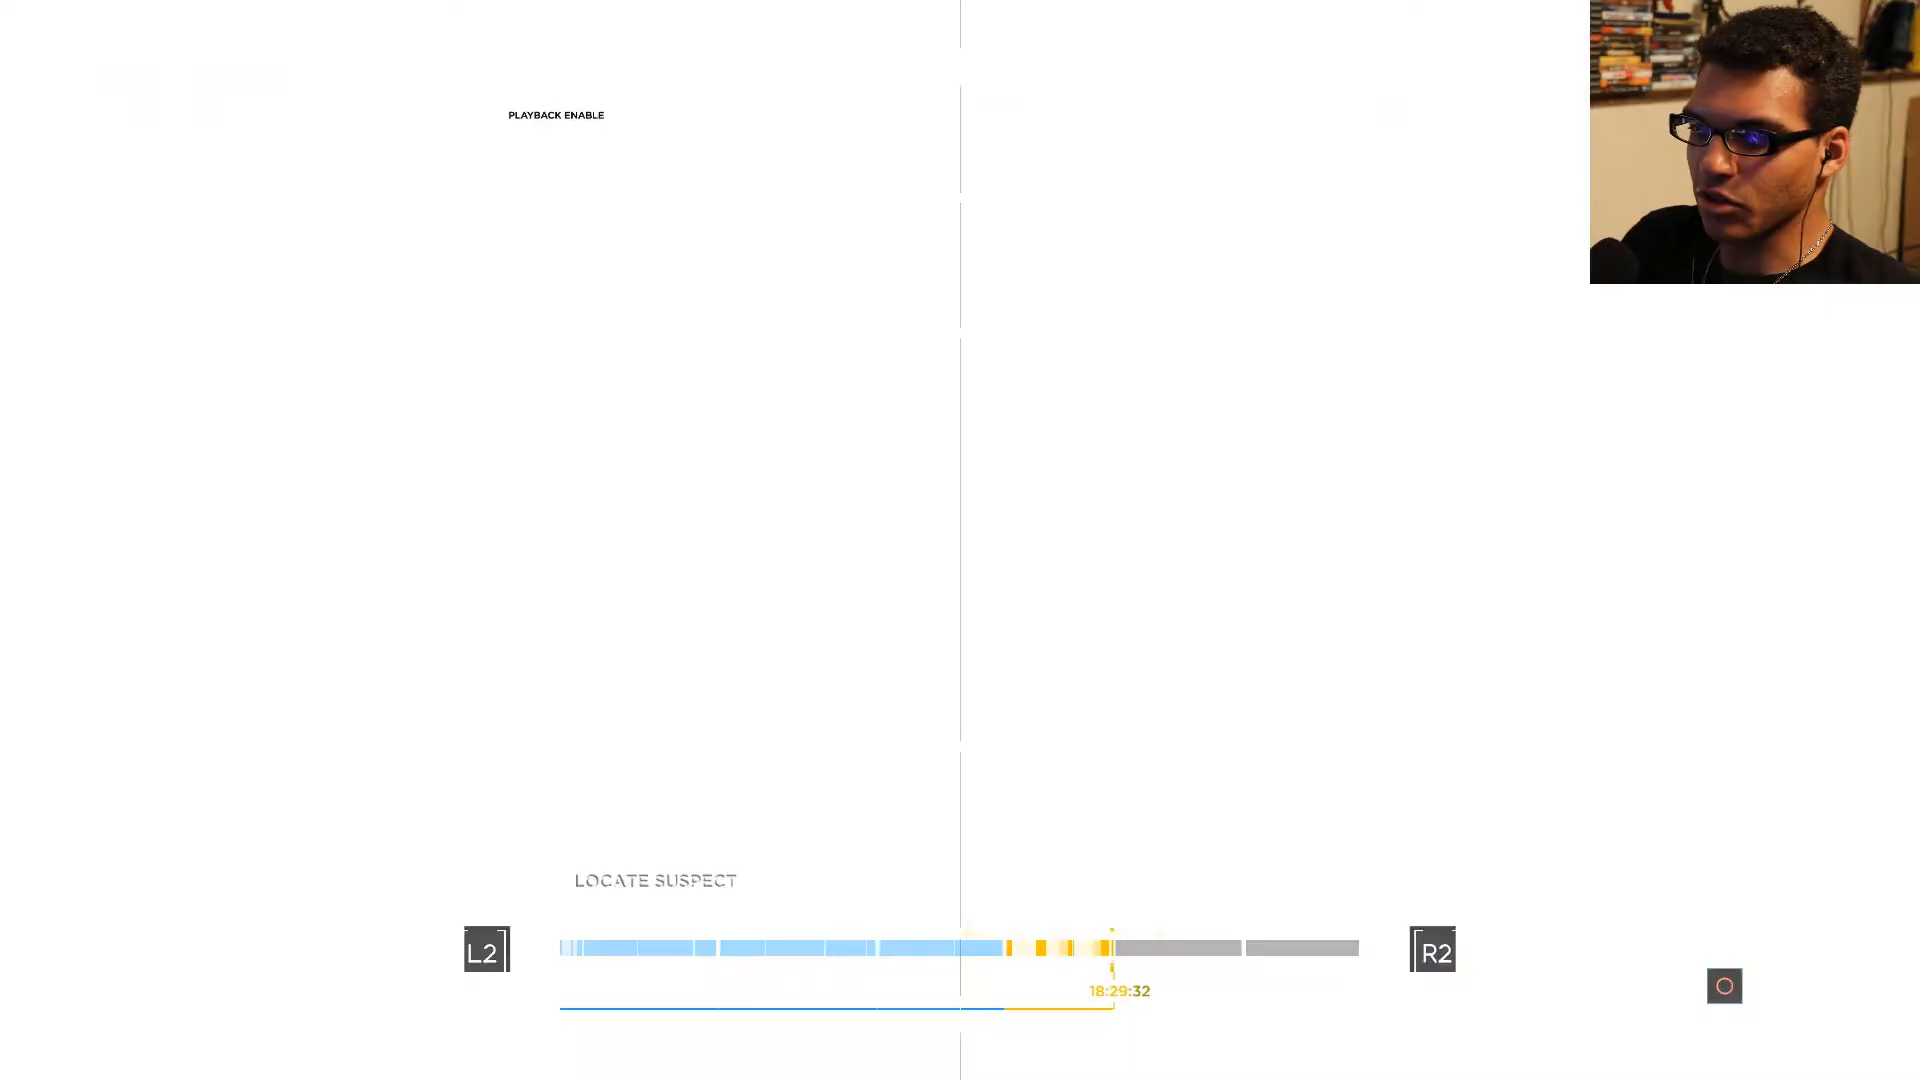 PLAYBACK ENABLE
LOCATE SUSPECT
L2
R2
18:29:32